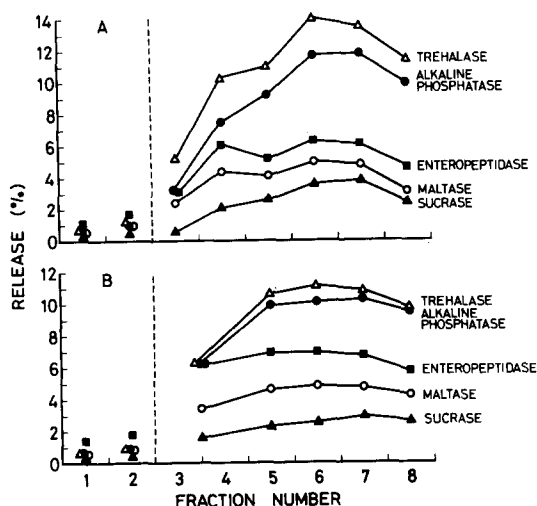 A
14
12
10
8
6
4
2
0
TREHALASE
ALKALINE
PHOSPHATASE
ENTEROPEPTIDASE
MALTASE
SUCRASE
RELEASE (%)
B
12
10
8
6
4
2
0
TREHALASE
ALKALINE
PHOSPHATASE
ENTEROPEPTIDASE
MALTASE
SUCRASE
1 2 3 4 5 6 7 8
FRACTION NUMBER